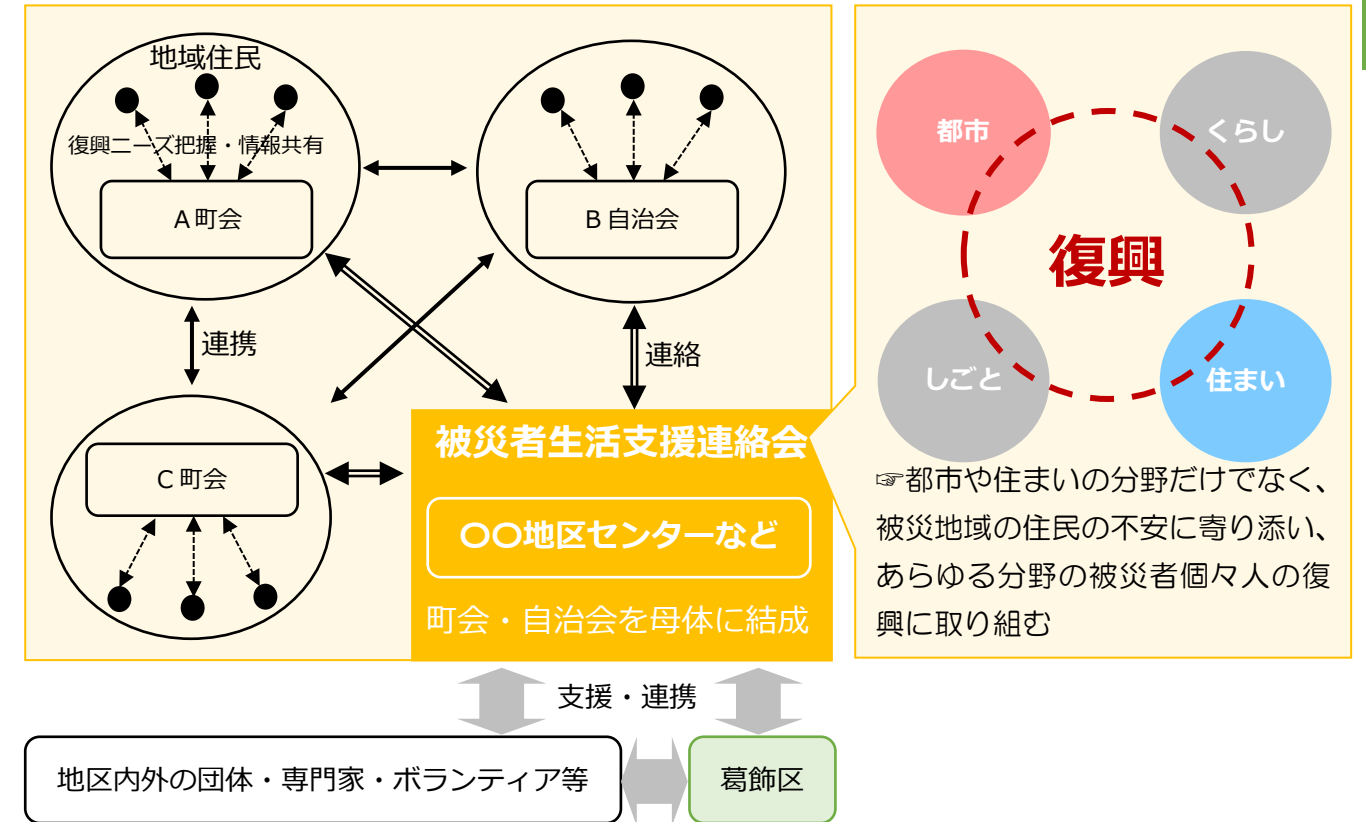 地域住民
復興ニーズ把握・情報共有
A町会
B自治会
連携
連絡
C町会
被災者生活支援連絡会
〇〇地区センターなど
町会・自治会を母体に結成
支援・連携
地区内外の団体・専門家・ボランティア等
葛飾区
都市
くらし
復興
しごと
住まい
☞都市や住まいの分野だけでなく、
被災地域の住民の不安に寄り添い、
あらゆる分野の被災者個々人の復
興に取り組む